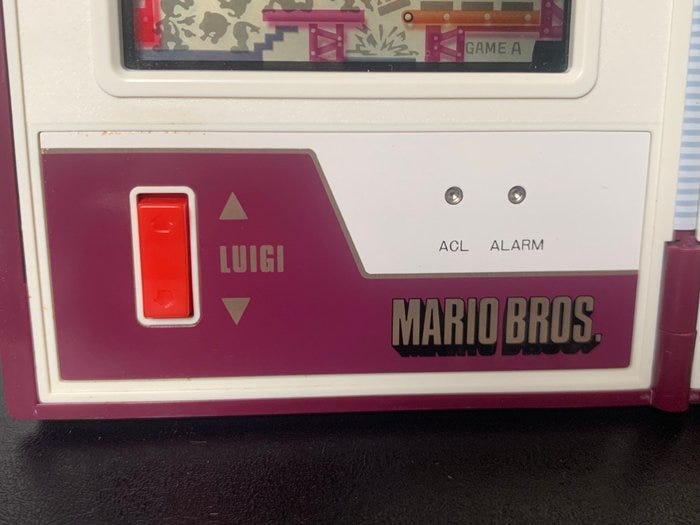 GAME A
LUIGI
ACL ALARM
MARIO BROS.